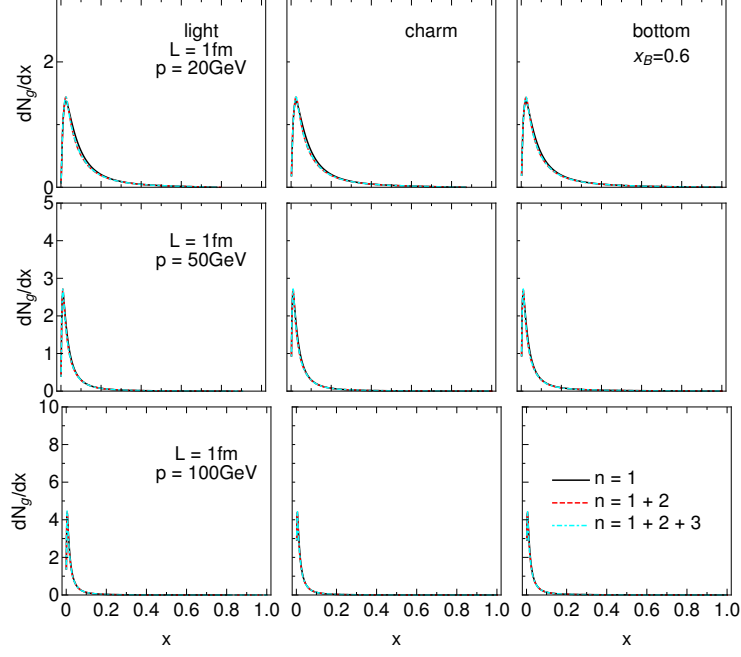 light
L = 1fm
p = 20GeV
charm
bottom
x_B=0.6
dN_g/dx
2
0
L = 1fm
p = 50GeV
dN_g/dx
5
4
3
2
1
0
L = 1fm
p = 100GeV
dN_g/dx
10
8
6
4
2
0
n = 1
n = 1 + 2
n = 1 + 2 + 3
0 0.2 0.4 0.6 0.8 1.0
0 0.2 0.4 0.6 0.8 1.0
0 0.2 0.4 0.6 0.8 1.0
x
x
x